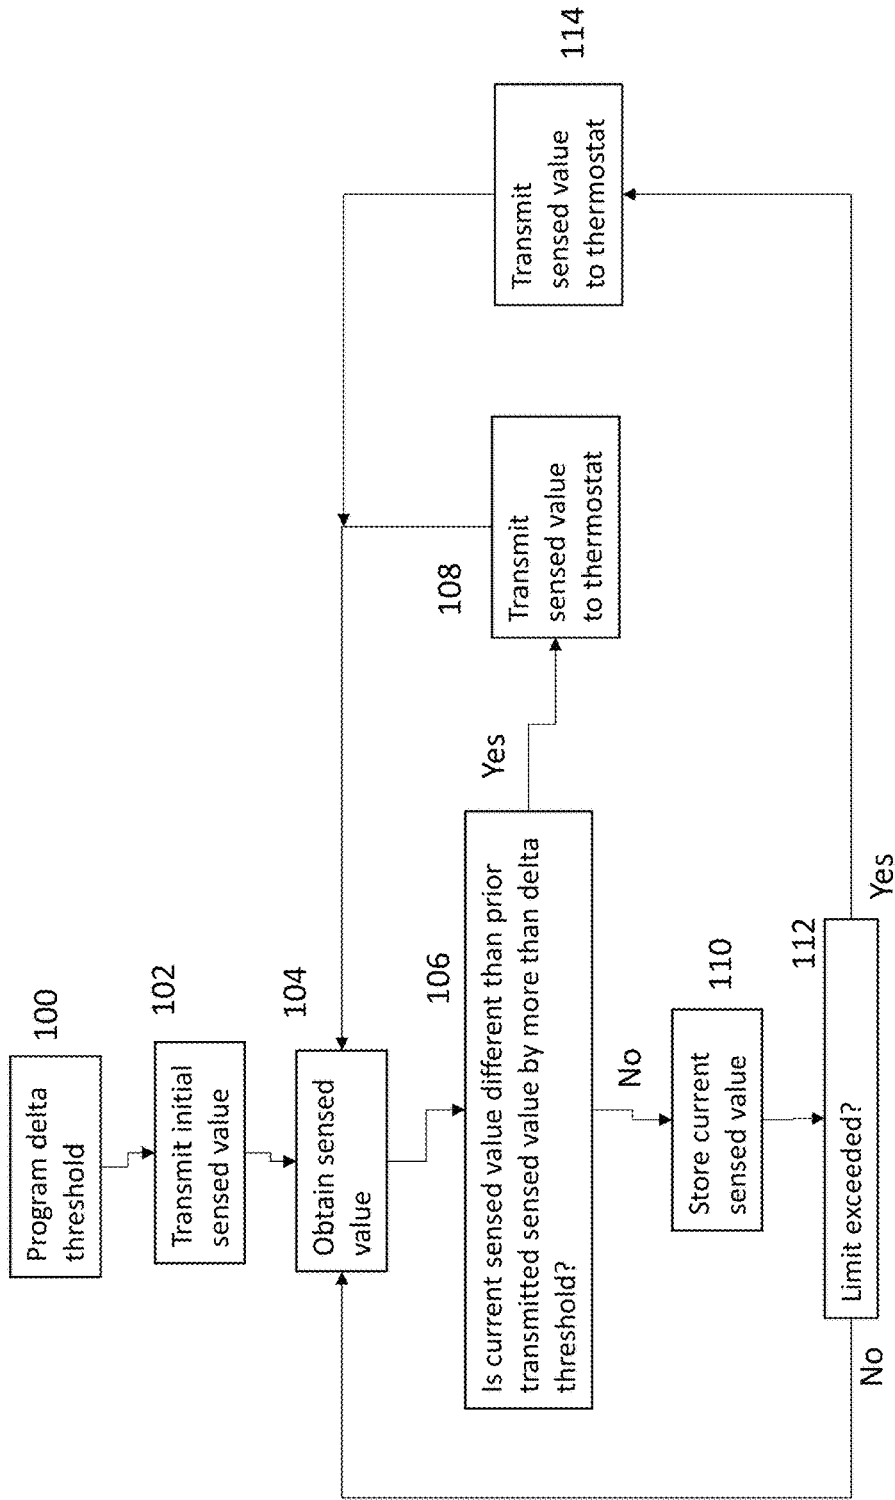 100
Program delta
threshold
102
Transmit initial
sensed value
104
Obtain sensed
value
106
Is current sensed value different than prior
transmitted sensed value by more than delta
threshold?
Yes
108
Transmit
sensed value
to thermostat
No
110
Store current
sensed value
112
Limit exceeded?
No
Yes
114
Transmit
sensed value
to thermostat